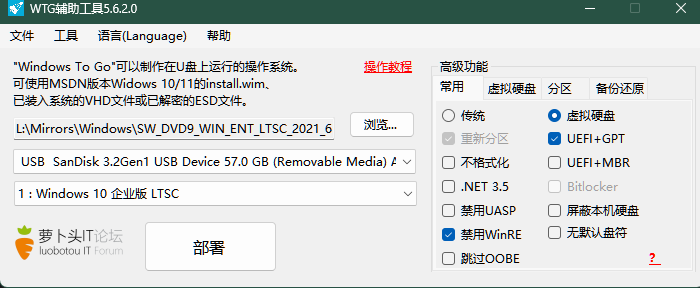 WTG辅助工具5.6.2.0
文件 工具 语言(Language) 帮助
"Windows To Go"可以制作在U盘上运行的操作系统。
可使用MSDN版本Widows 10/11的install.wim、
已装入系统的VHD文件或已解密的ESD文件。
操作教程
L:\Mirrors\Windows\SW_DVD9_WIN_ENT_LTSC_2021_6
浏览...
USB SanDisk 3.2Gen1 USB Device 57.0 GB (Removable Media) A
1 : Windows 10 企业版 LTSC
萝卜头IT论坛
luobotou IT Forum
部署
高级功能
常用 虚拟硬盘 分区 备份还原
传统 虚拟硬盘
重新分区 UEFI+GPT
不格式化 UEFI+MBR
.NET 3.5 Bitlocker
禁用UASP 屏蔽本机硬盘
禁用WinRE 无默认盘符
跳过OOBE ?